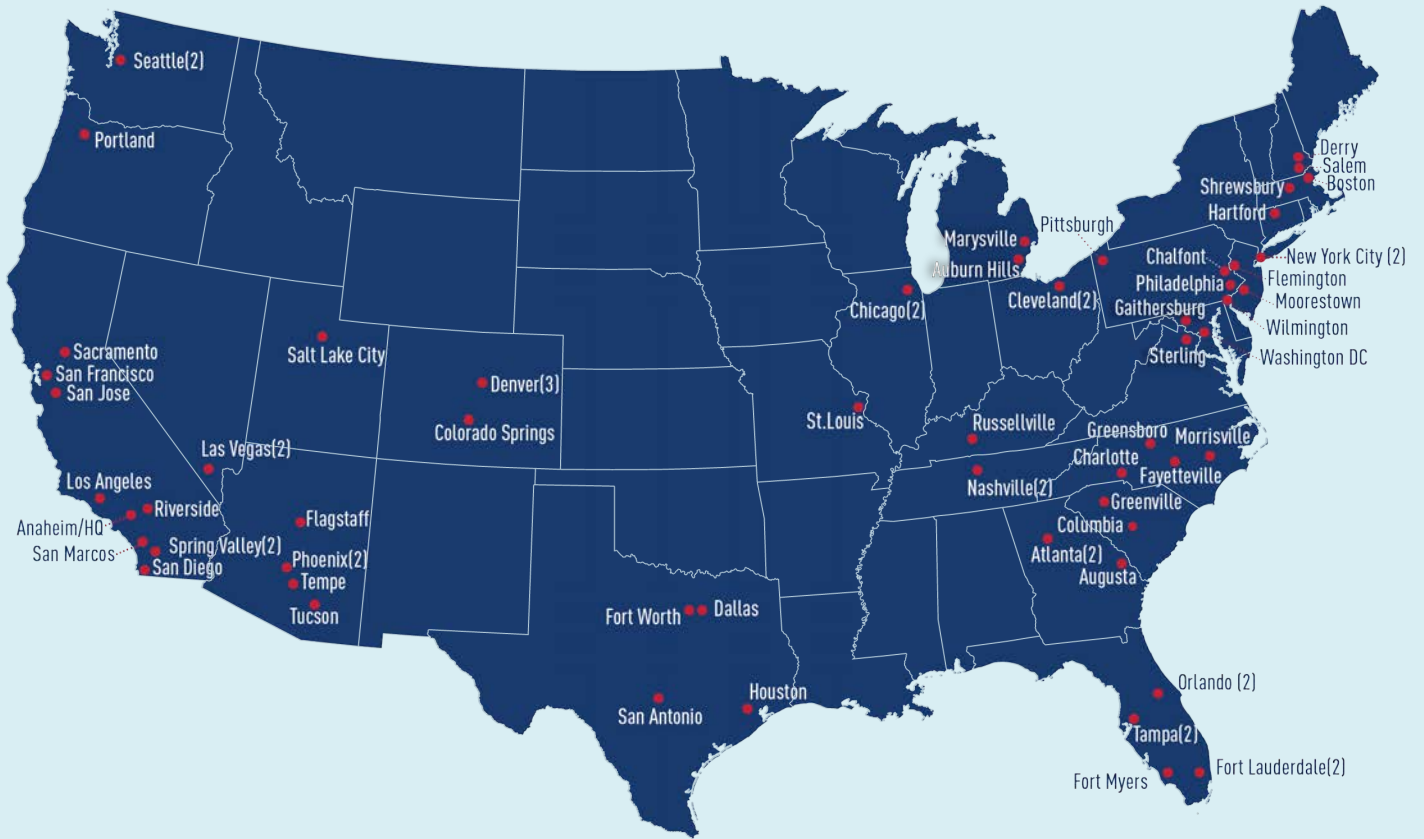 Seattle(2)
Portland
Sacramento
San Francisco
San Jose
Las Vegas(2)
Los Angeles
Riverside
Anaheim/HQ
San Marcos
Spring Valley(2)
San Diego
Salt Lake City
Denver(3)
Colorado Springs
Flagstaff
Phoenix(2)
Tempe
Tucson
Fort Worth
Dallas
San Antonio
Houston
St.Louis
Chicago(2)
Marysville
Auburn Hills
Cleveland(2)
Pittsburgh
Derry
Salem
Boston
Shrewsbury
Hartford
New York City (2)
Chalfont
Flemington
Philadelphia
Moorestown
Gaithersburg
Wilmington
Sterling
Washington DC
Russellville
Nashville(2)
Greensboro
Morrisville
Charlotte
Fayetteville
Greenville
Columbia
Atlanta(2)
Augusta
Orlando (2)
Tampa(2)
Fort Myers
Fort Lauderdale(2)